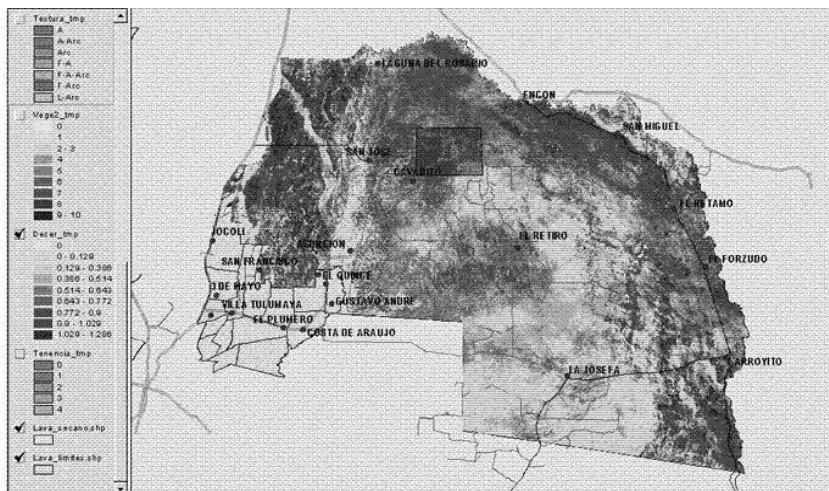 Textura_tmp
A
A-Arc
Arc
F-A
F-A-Arc
F-Arc
L-Arc
Vege2_tmp
0
1
2 - 3
4
5
6
7
8
9 - 10
Deser_tmp
0
0 - 0.129
0.129 - 0.386
0.386 - 0.514
0.514 - 0.643
0.643 - 0.772
0.772 - 0.9
0.9 - 1.029
1.029 - 1.286
Tenencia_tmp
0
1
2
3
4
Lava_secano.shp
Lava_limites.shp
LAGUNA DEL ROSARIO
ENCON
SAN MIGUEL
SAN JOSE
CAVADITO
EL RETAMO
JOCOLI
ASUNCION
EL RETIRO
SAN FRANCISCO
EL FORZUDO
EL QUINCE
3 DE MAYO
VILLA TULUMAYA
GUSTAVO ANDRE
EL PLUMERO
COSTA DE ARAUJO
ARROYITO
LA JOSEFA